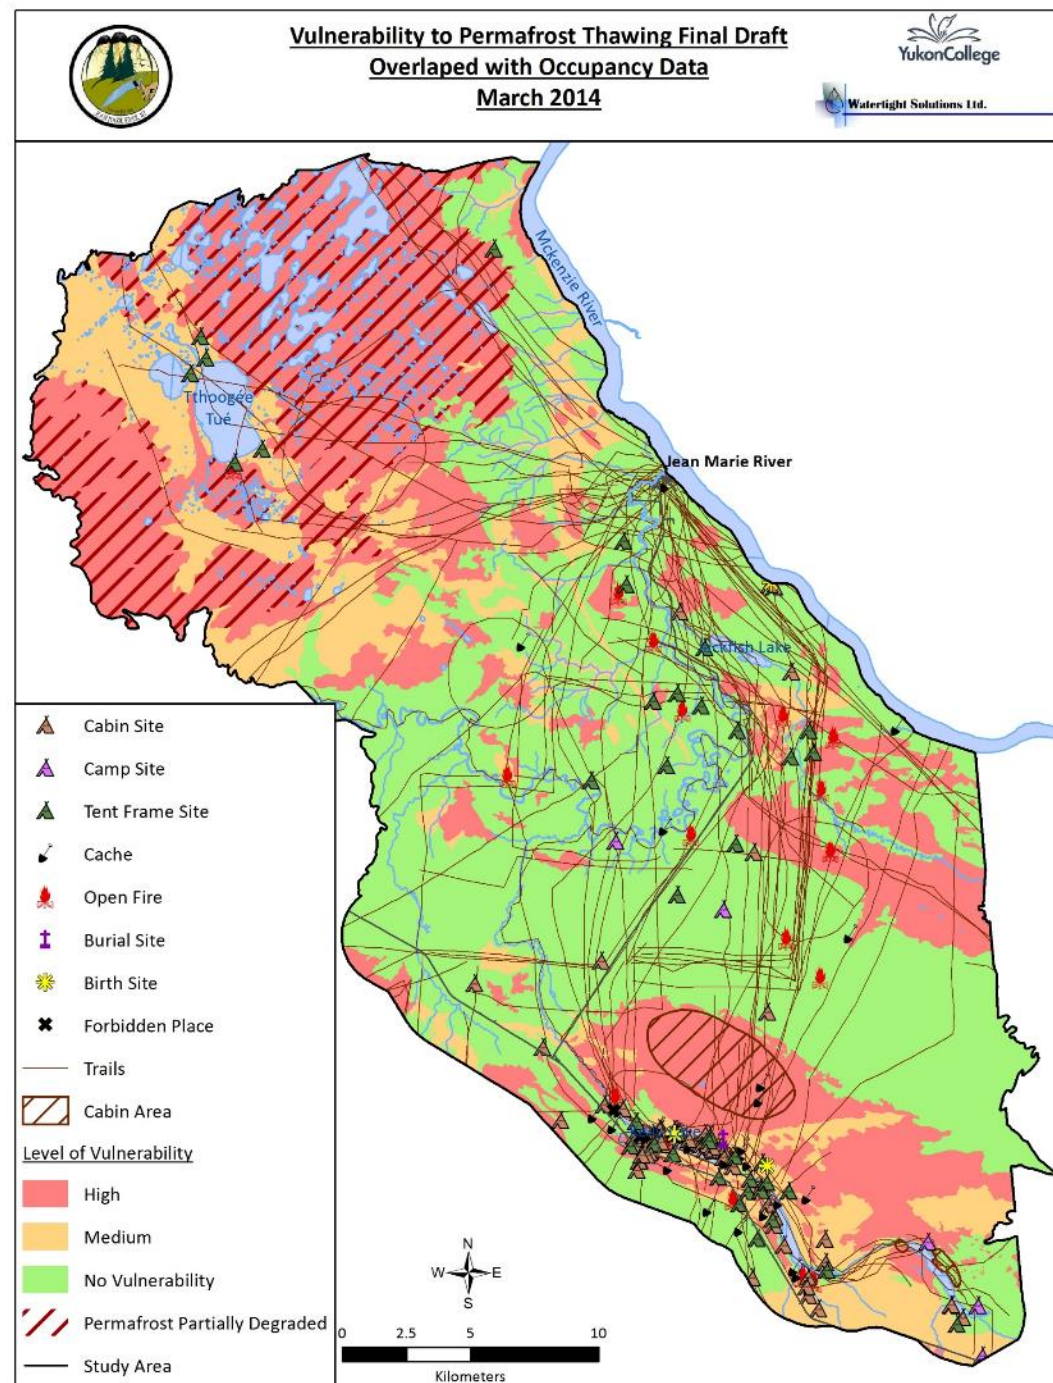 Vulnerability to Permafrost Thawing Final Draft
Overlaped with Occupancy Data
March 2014
YukonCollege
Watertight Solutions Ltd.
Mckenzie River
Tthoogée
Tué
Jean Marie River
ckfish Lake
Cabin Site
Camp Site
Tent Frame Site
Cache
Open Fire
Burial Site
Birth Site
Forbidden Place
Trails
Cabin Area
Level of Vulnerability
High
Medium
No Vulnerability
Permafrost Partially Degraded
Study Area
N
W E
S
0 2.5 5 10
Kilometers